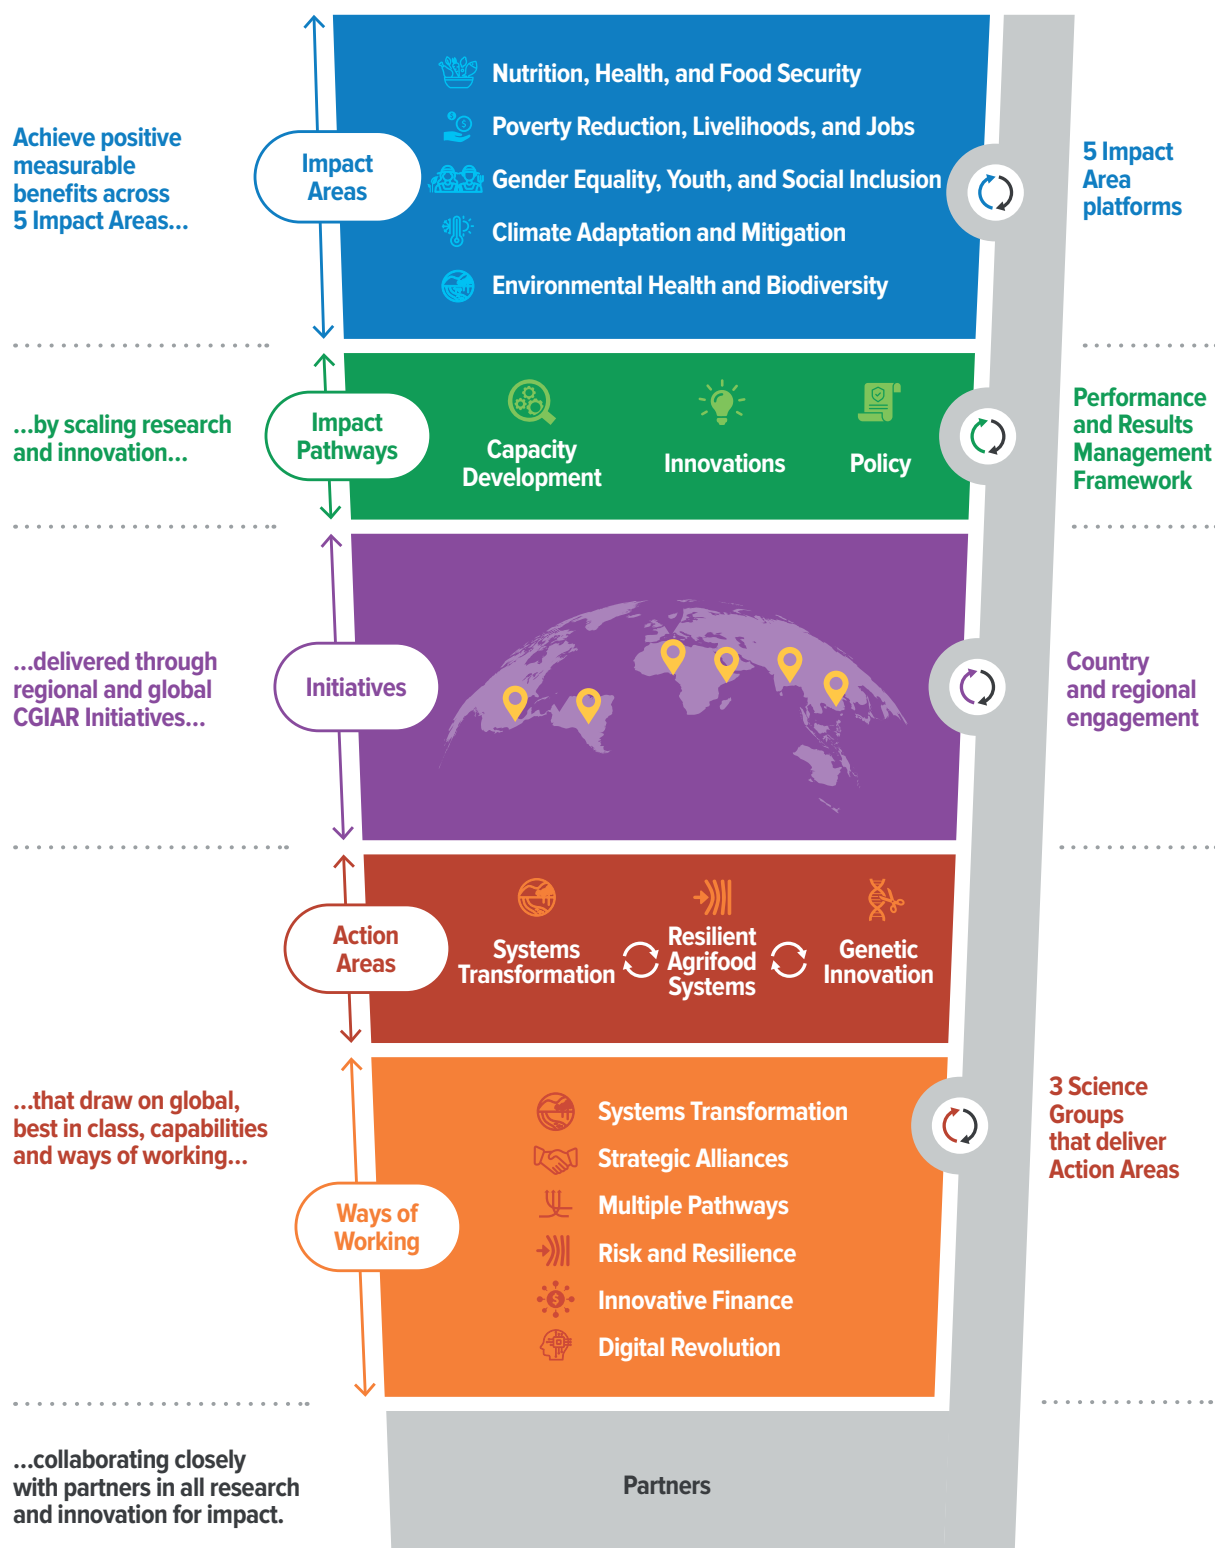 Achieve positive
measurable
benefits across
5 Impact Areas...
Impact
Areas
Nutrition, Health, and Food Security
Poverty Reduction, Livelihoods, and Jobs
Gender Equality, Youth, and Social Inclusion
Climate Adaptation and Mitigation
Environmental Health and Biodiversity
5 Impact
Area
platforms
...by scaling research
and innovation...
Impact
Pathways
Capacity
Development
Innovations
Policy
Performance
and Results
Management
Framework
...delivered through
regional and global
CGIAR Initiatives...
Initiatives
Country
and regional
engagement
...that draw on global,
best in class, capabilities
and ways of working...
Action
Areas
Systems
Transformation
Resilient
Agrifood
Systems
Genetic
Innovation
Ways of
Working
Systems Transformation
Strategic Alliances
Multiple Pathways
Risk and Resilience
Innovative Finance
Digital Revolution
3 Science
Groups
that deliver
Action Areas
...collaborating closely
with partners in all research
and innovation for impact.
Partners